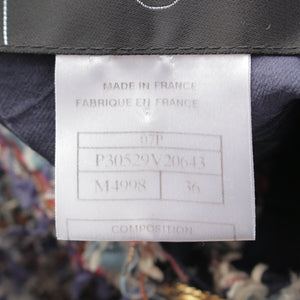 MADE IN FRANCE
FABRIQUE EN FRANCE
07P
P30529V20643
M4998 36
COMPOSITION